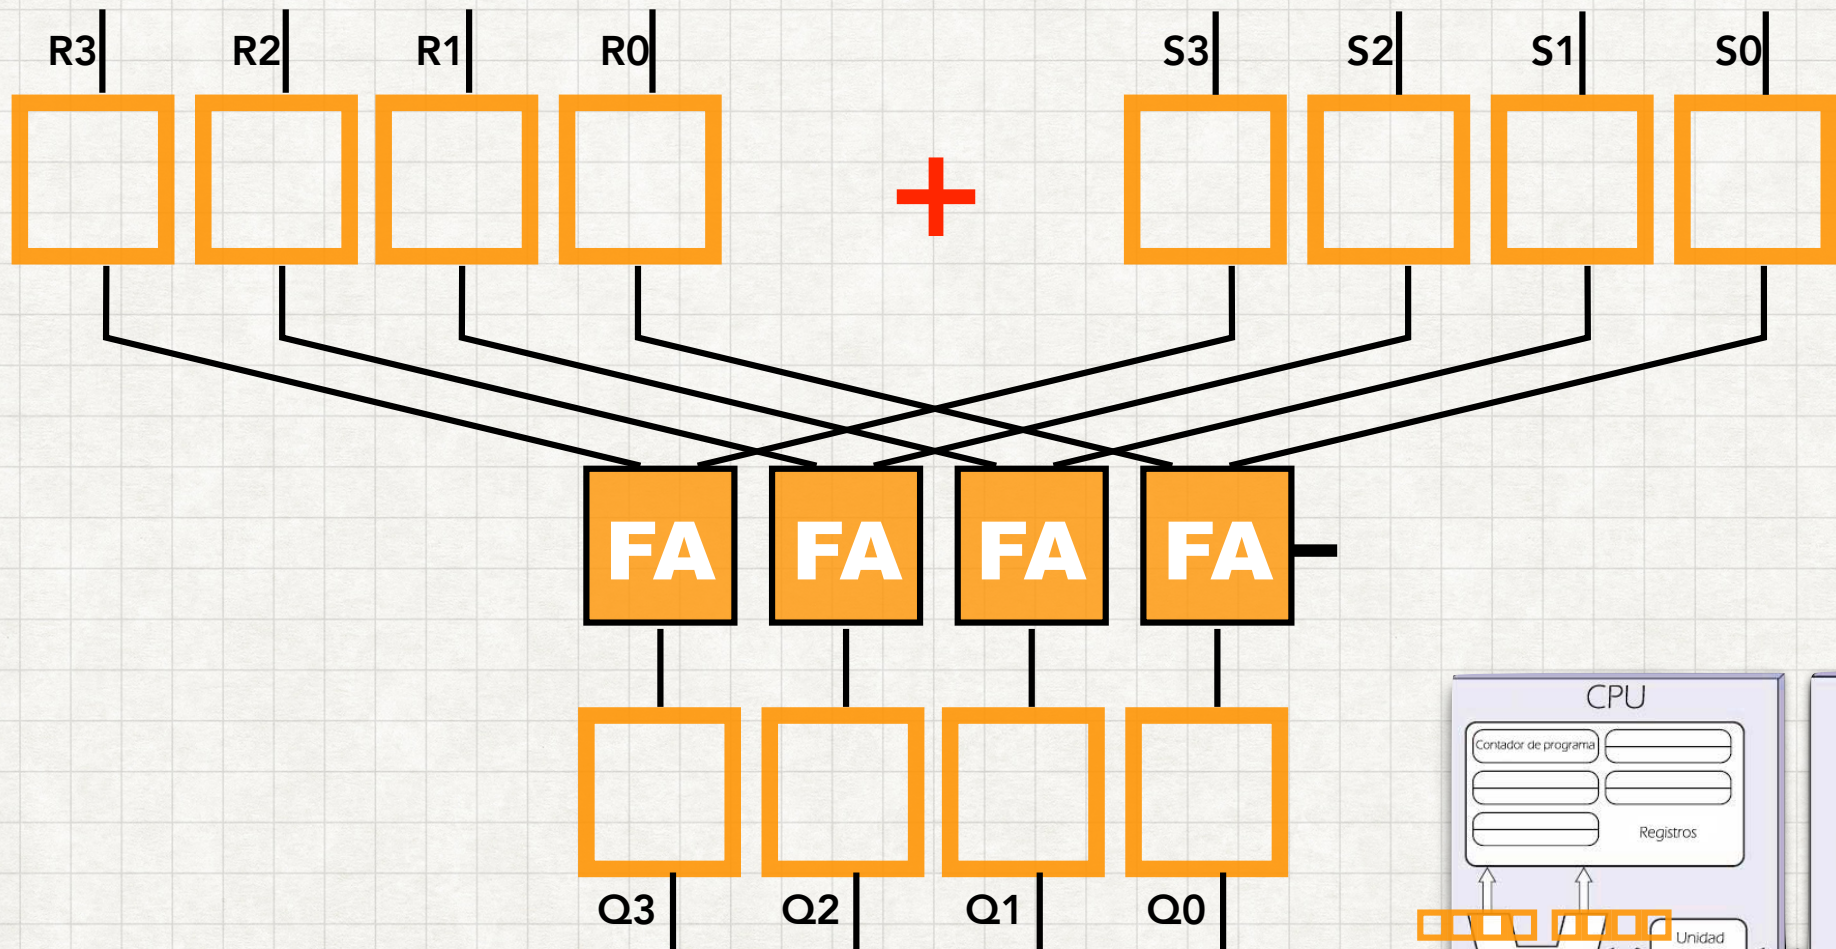 R3 R2 R1 R0 S3 S2 S1 S0
+
FA FA FA FA
CPU
Contador de programa
Registros
Q3 Q2 Q1 Q0
Unidad